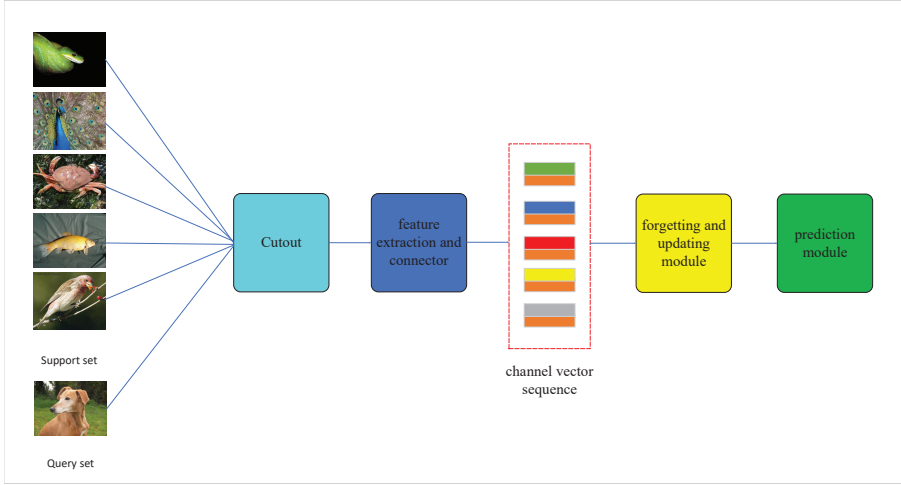 Support set
Query set
Cutout
feature
extraction and
connector
channel vector
sequence
forgetting and
updating
module
prediction
module